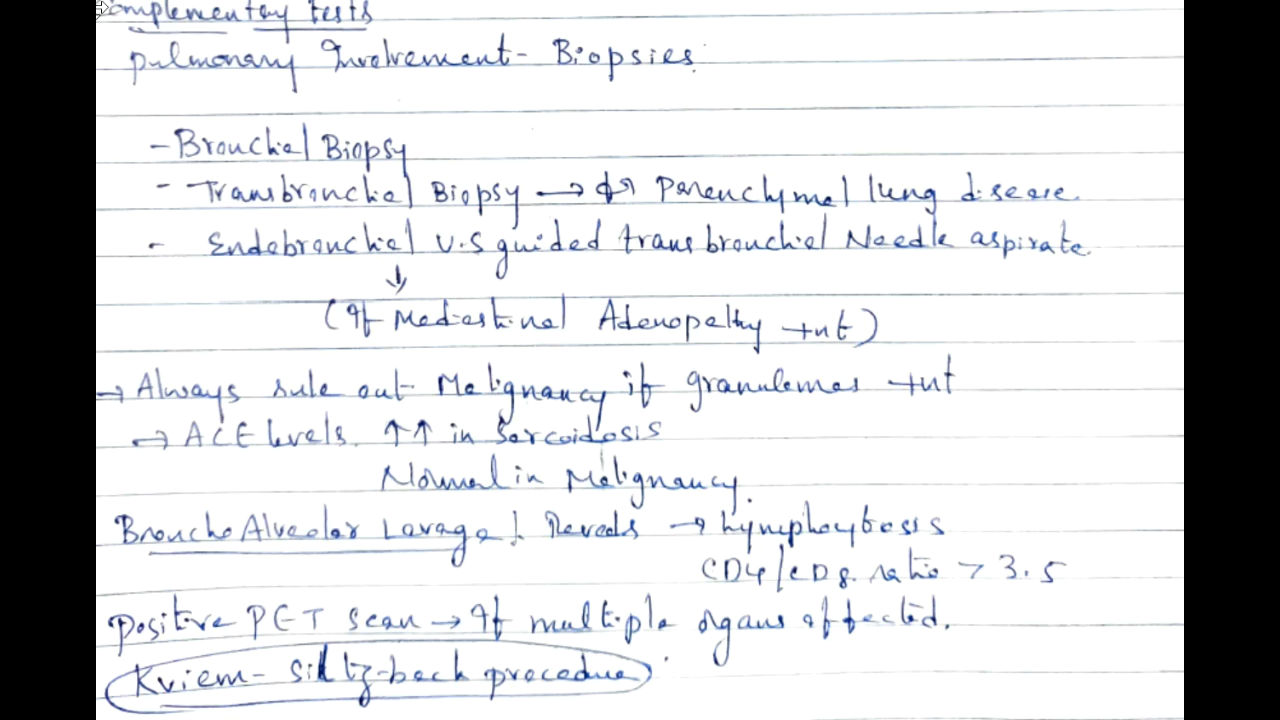 omplementary tests
Pulmonary Involvement - Biopsies.
- Bronchial Biopsy
- Transbronchial Biopsy → Parenchymal lung disease.
- Endobronchial U.S guided transbronchial Needle aspirate.
↓
(If Mediastinal Adenopathy +nt)
→ Always rule out Malignancy if granulomas +nt
→ ACE levels. ↑↑ in Sarcoidosis
Normal in Malignancy.
Broncho Alveolar Lavage: Reveals → Lymphocytosis
CD4/CD8 ratio > 3.5
Positive PET scan → If multiple organs affected.
Kviem - Siltz-bach procedure